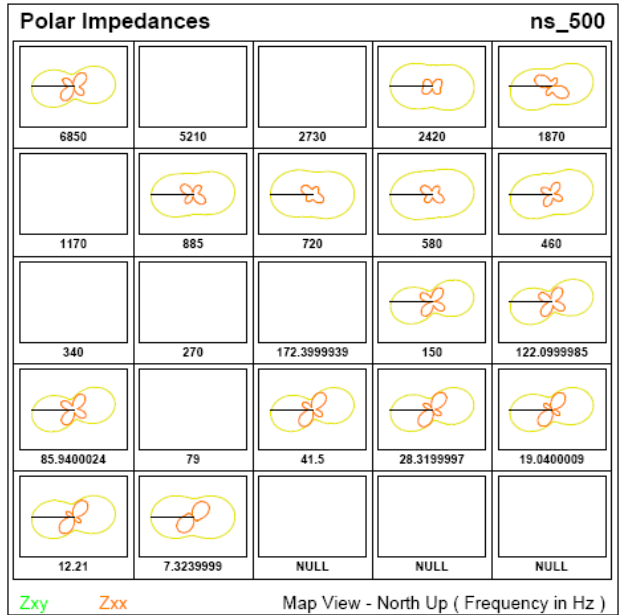 Polar Impedances ns_500
6850 5210 2730 2420 1870
1170 885 720 580 460
340 270 172.3999939 150 122.0999985
85.9400024 79 41.5 28.3199997 19.0400009
12.21 7.3239999 NULL NULL NULL
Zxy Zxx Map View - North Up ( Frequency in Hz )